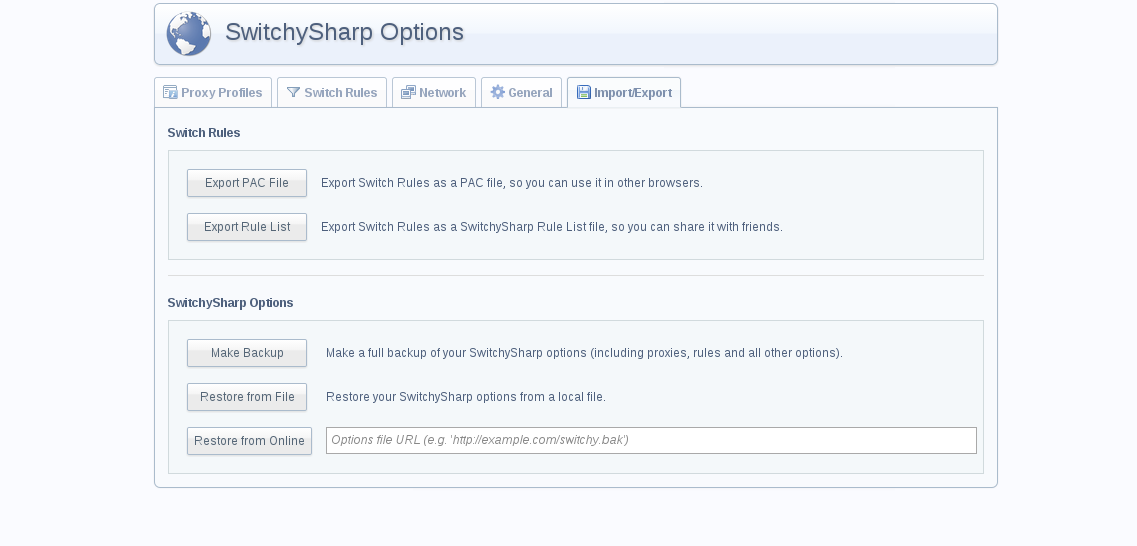 SwitchySharp Options
Proxy Profiles Switch Rules Network General Import/Export
Switch Rules
Export PAC File Export Switch Rules as a PAC file, so you can use it in other browsers.
Export Rule List Export Switch Rules as a SwitchySharp Rule List file, so you can share it with friends.
SwitchySharp Options
Make Backup Make a full backup of your SwitchySharp options (including proxies, rules and all other options).
Restore from File Restore your SwitchySharp options from a local file.
Restore from Online Options file URL (e.g. 'http://example.com/switchy.bak')